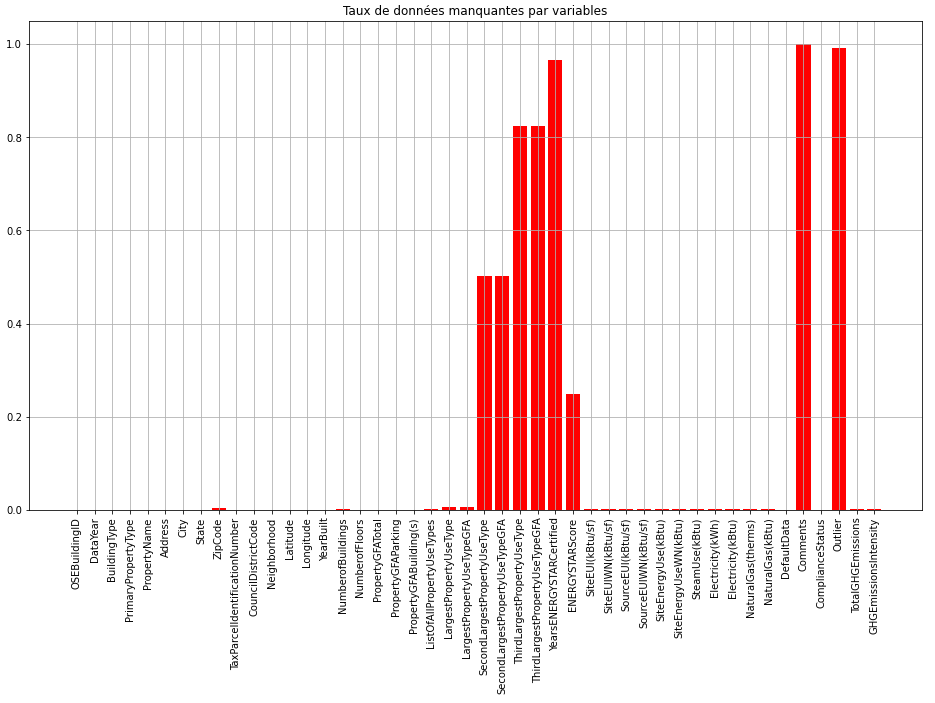 Taux de données manquantes par variables
1.0
0.8
0.6
0.4
0.2
0.0
OSEBuildingID
DataYear
BuildingType
PrimaryPropertyType
PropertyName
Address
City
State
ZipCode
TaxParcelIdentificationNumber
CouncilDistrictCode
Neighborhood
Latitude
Longitude
YearBuilt
NumberofBuildings
NumberofFloors
PropertyGFATotal
PropertyGFAParking
PropertyGFABuilding(s)
ListOfAllPropertyUseTypes
LargestPropertyUseType
LargestPropertyUseTypeGFA
SecondLargestPropertyUseType
SecondLargestPropertyUseTypeGFA
ThirdLargestPropertyUseType
ThirdLargestPropertyUseTypeGFA
YearsENERGYSTARCertified
ENERGYSTARScore
SiteEUI(kBtu/sf)
SiteEUIWN(kBtu/sf)
SourceEUI(kBtu/sf)
SourceEUIWN(kBtu/sf)
SiteEnergyUse(kBtu)
SiteEnergyUseWN(kBtu)
SteamUse(kBtu)
Electricity(kWh)
Electricity(kBtu)
NaturalGas(therms)
NaturalGas(kBtu)
DefaultData
Comments
ComplianceStatus
Outlier
TotalGHGEmissions
GHGEmissionsIntensity